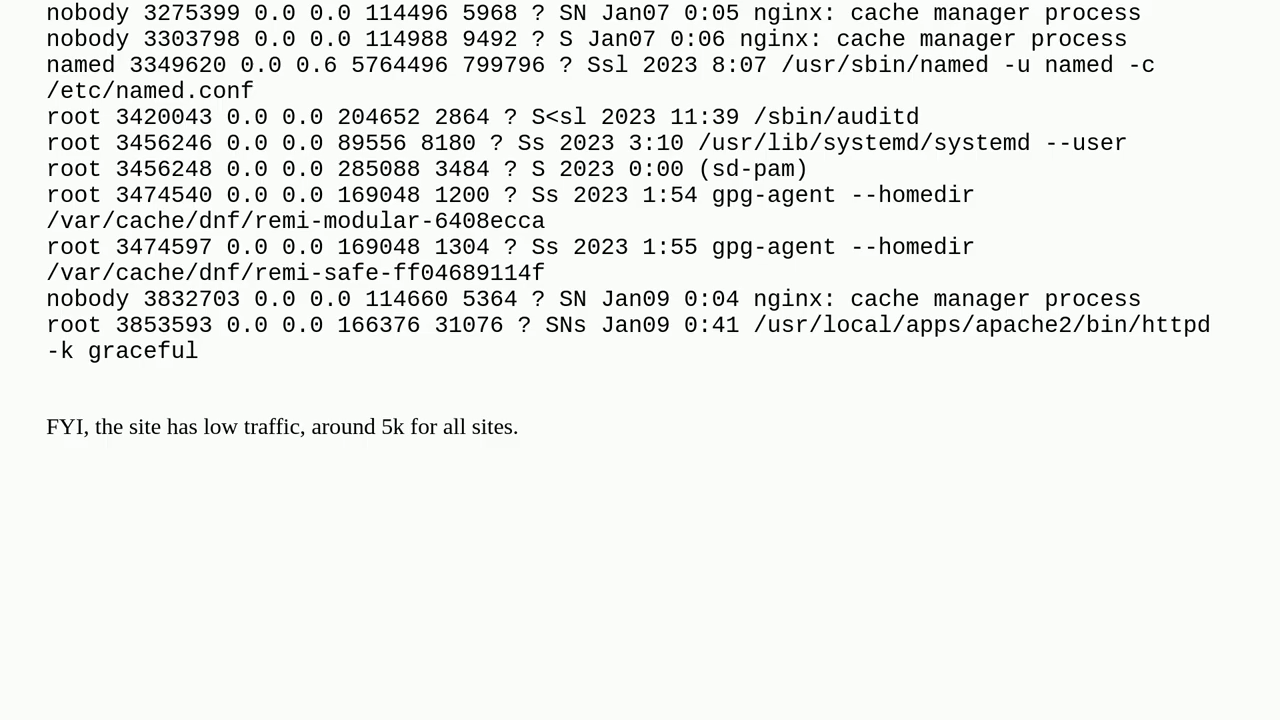 nobody 3275399 0.0 0.0 114496 5968 ? SN Jan07 0:05 nginx: cache manager process
nobody 3303798 0.0 0.0 114988 9492 ? S Jan07 0:06 nginx: cache manager process
named 3349620 0.0 0.6 5764496 799796 ? Ssl 2023 8:07 /usr/sbin/named -u named -c
/etc/named.conf
root 3420043 0.0 0.0 204652 2864 ? S<sl 2023 11:39 /sbin/auditd
root 3456246 0.0 0.0 89556 8180 ? Ss 2023 3:10 /usr/lib/systemd/systemd --user
root 3456248 0.0 0.0 285088 3484 ? S 2023 0:00 (sd-pam)
root 3474540 0.0 0.0 169048 1200 ? Ss 2023 1:54 gpg-agent --homedir
/var/cache/dnf/remi-modular-6408ecca
root 3474597 0.0 0.0 169048 1304 ? Ss 2023 1:55 gpg-agent --homedir
/var/cache/dnf/remi-safe-ff04689114f
nobody 3832703 0.0 0.0 114660 5364 ? SN Jan09 0:04 nginx: cache manager process
root 3853593 0.0 0.0 166376 31076 ? SNs Jan09 0:41 /usr/local/apps/apache2/bin/httpd
-k graceful
FYI, the site has low traffic, around 5k for all sites.